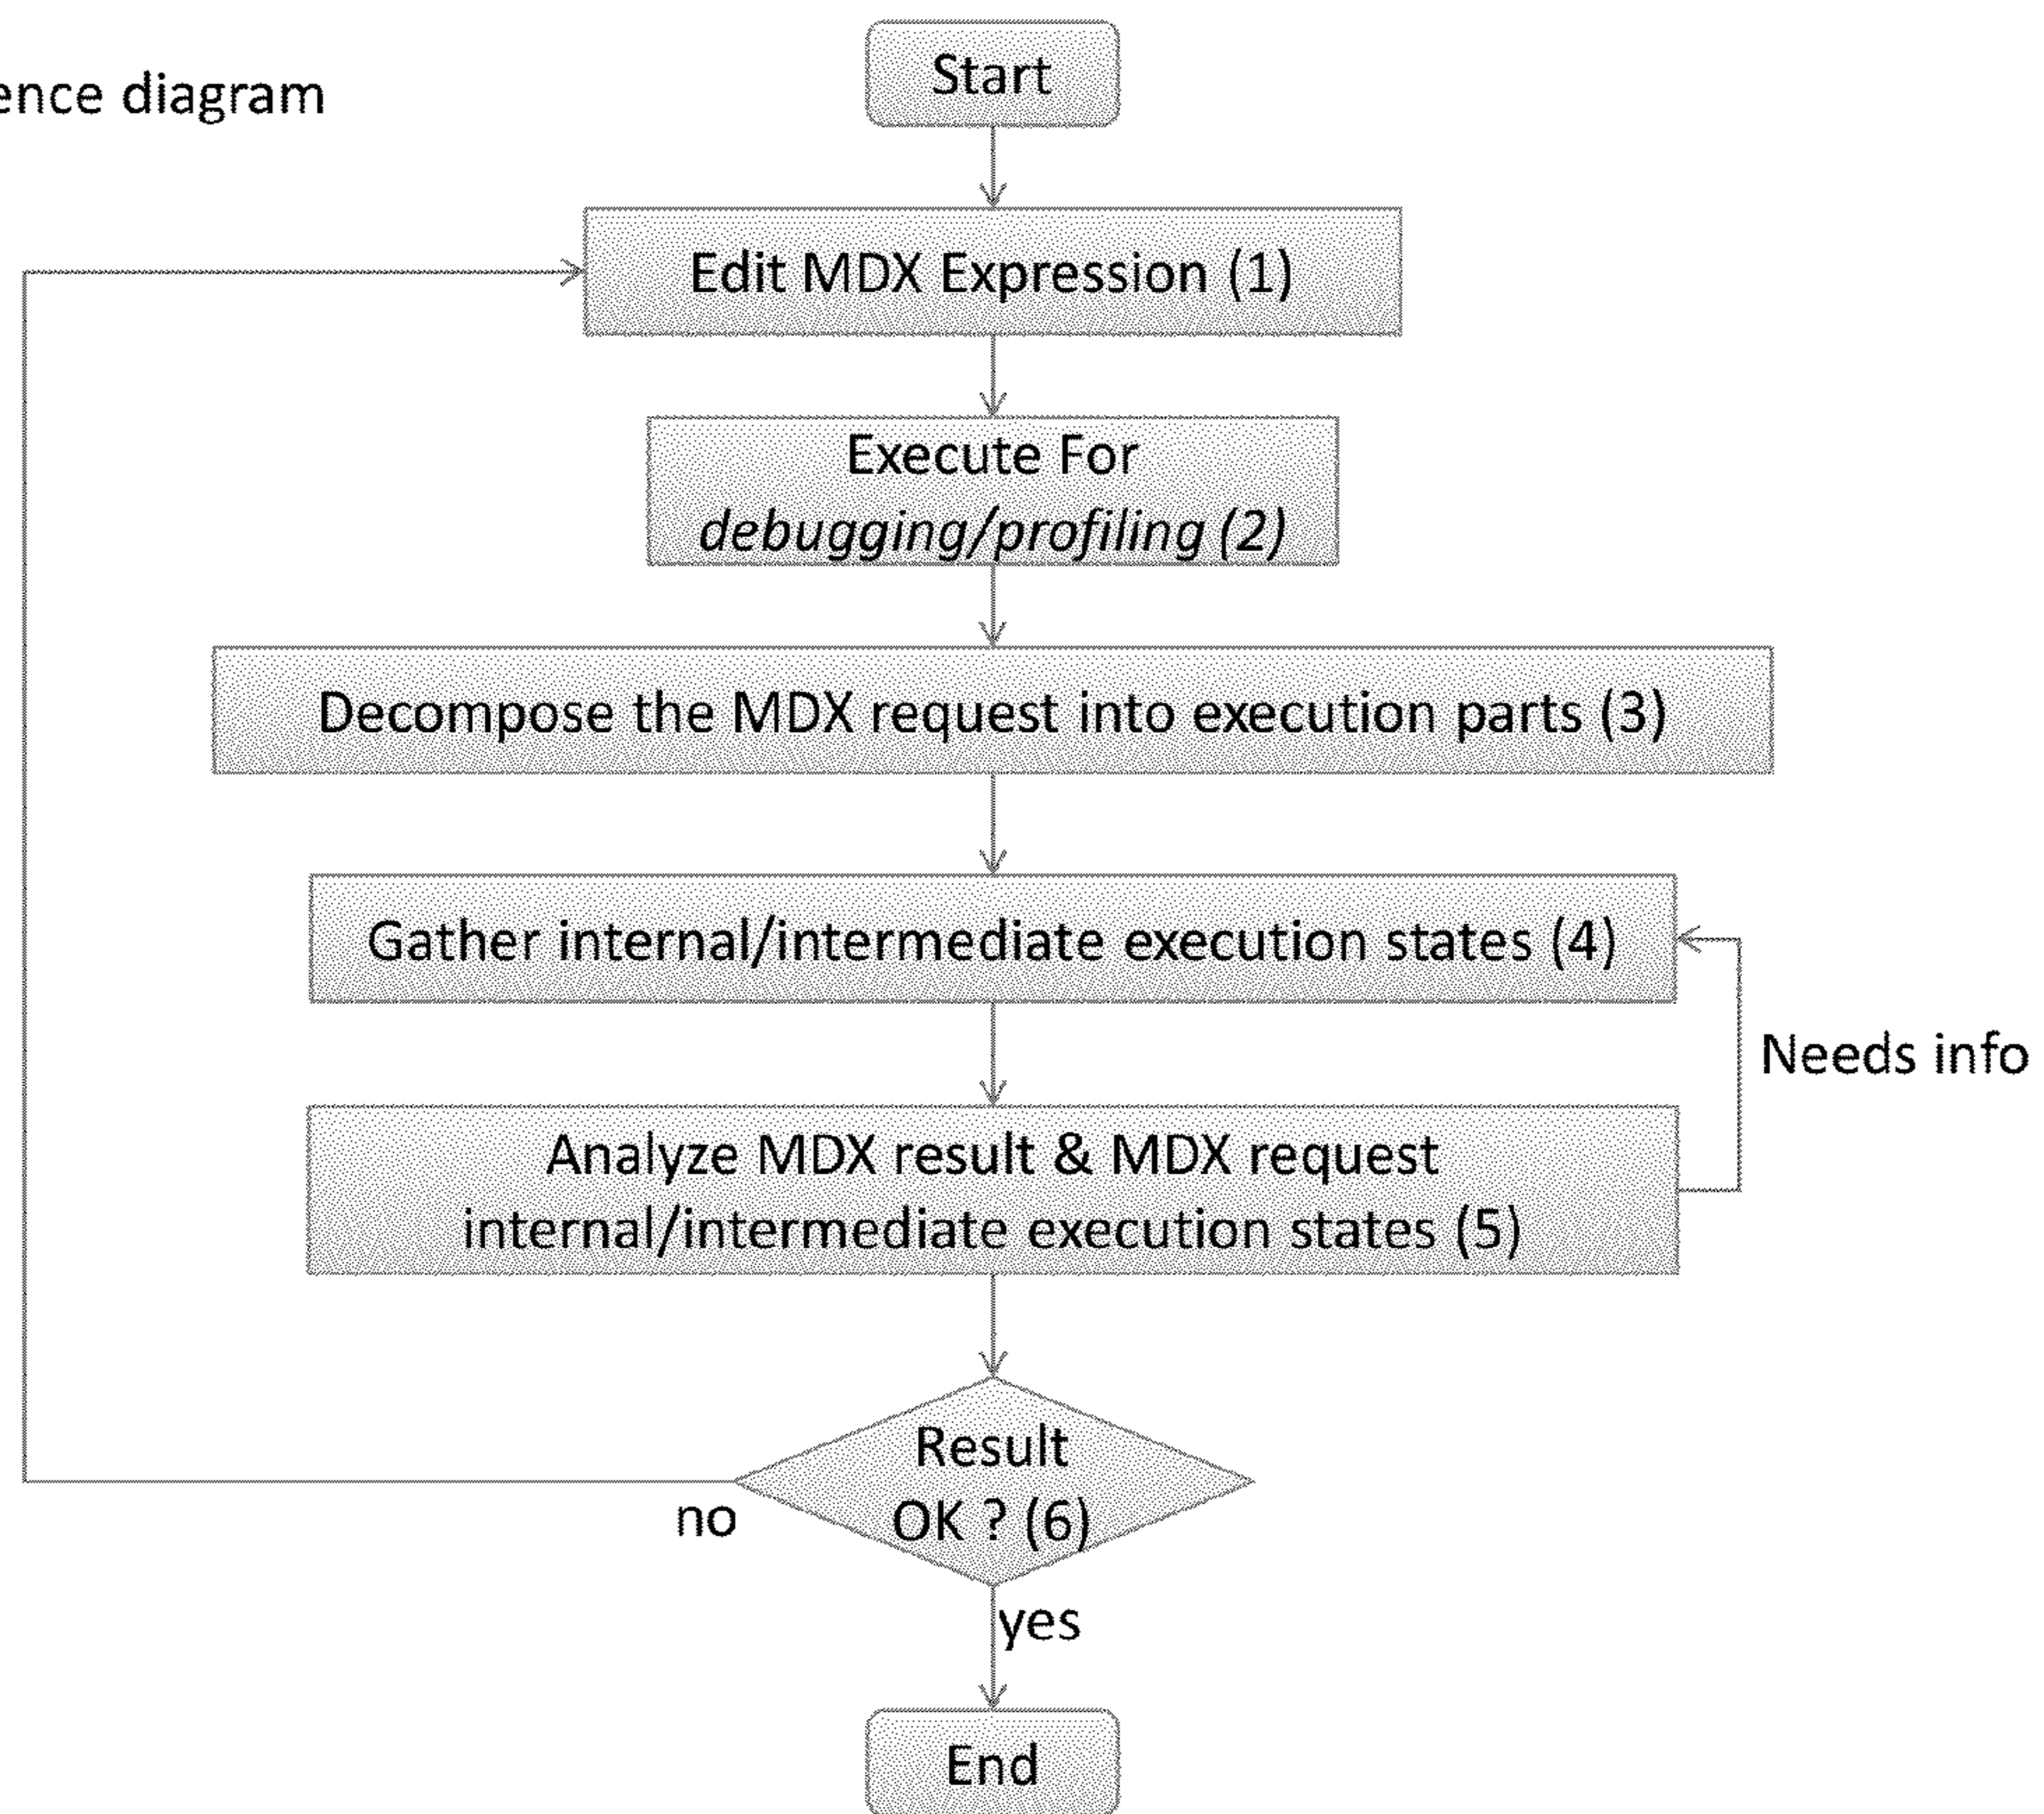 ence diagram
Start
Edit MDX Expression (1)
Execute For
debugging/profiling (2)
Decompose the MDX request into execution parts (3)
Gather internal/intermediate execution states (4)
Needs info
Analyze MDX result & MDX request
internal/intermediate execution states (5)
Result
OK ? (6)
no
yes
End